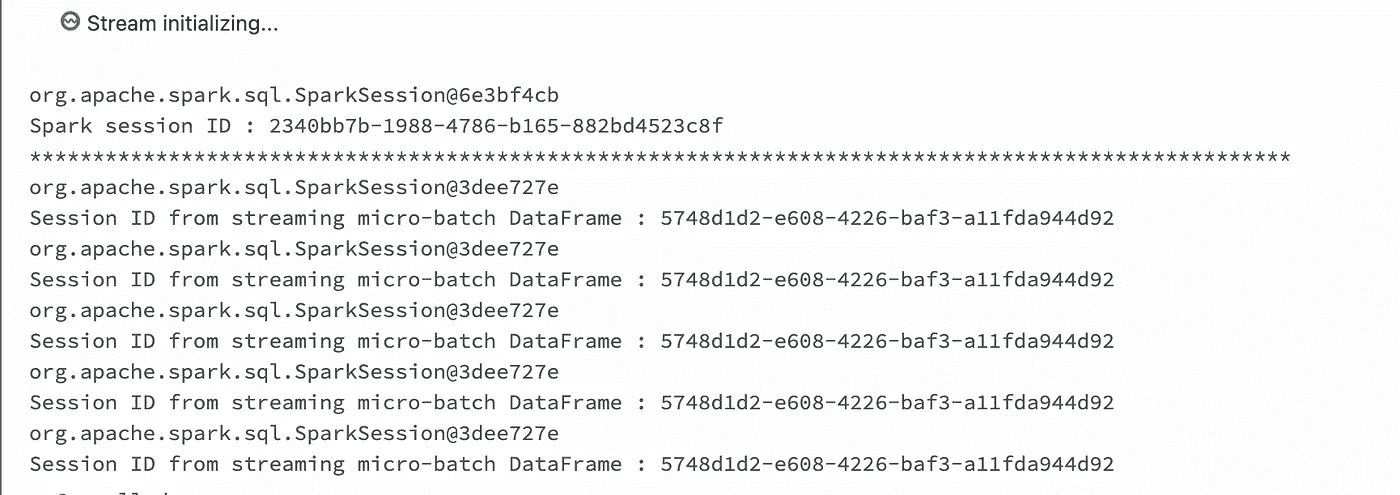 Stream initializing...
org.apache.spark.sql.SparkSession@6e3bf4cb
Spark session ID : 2340bb7b-1988-4786-b165-882bd4523c8f
****************************************************************************************************
org.apache.spark.sql.SparkSession@3dee727e
Session ID from streaming micro-batch DataFrame : 5748d1d2-e608-4226-baf3-a11fda944d92
org.apache.spark.sql.SparkSession@3dee727e
Session ID from streaming micro-batch DataFrame : 5748d1d2-e608-4226-baf3-a11fda944d92
org.apache.spark.sql.SparkSession@3dee727e
Session ID from streaming micro-batch DataFrame : 5748d1d2-e608-4226-baf3-a11fda944d92
org.apache.spark.sql.SparkSession@3dee727e
Session ID from streaming micro-batch DataFrame : 5748d1d2-e608-4226-baf3-a11fda944d92
org.apache.spark.sql.SparkSession@3dee727e
Session ID from streaming micro-batch DataFrame : 5748d1d2-e608-4226-baf3-a11fda944d92